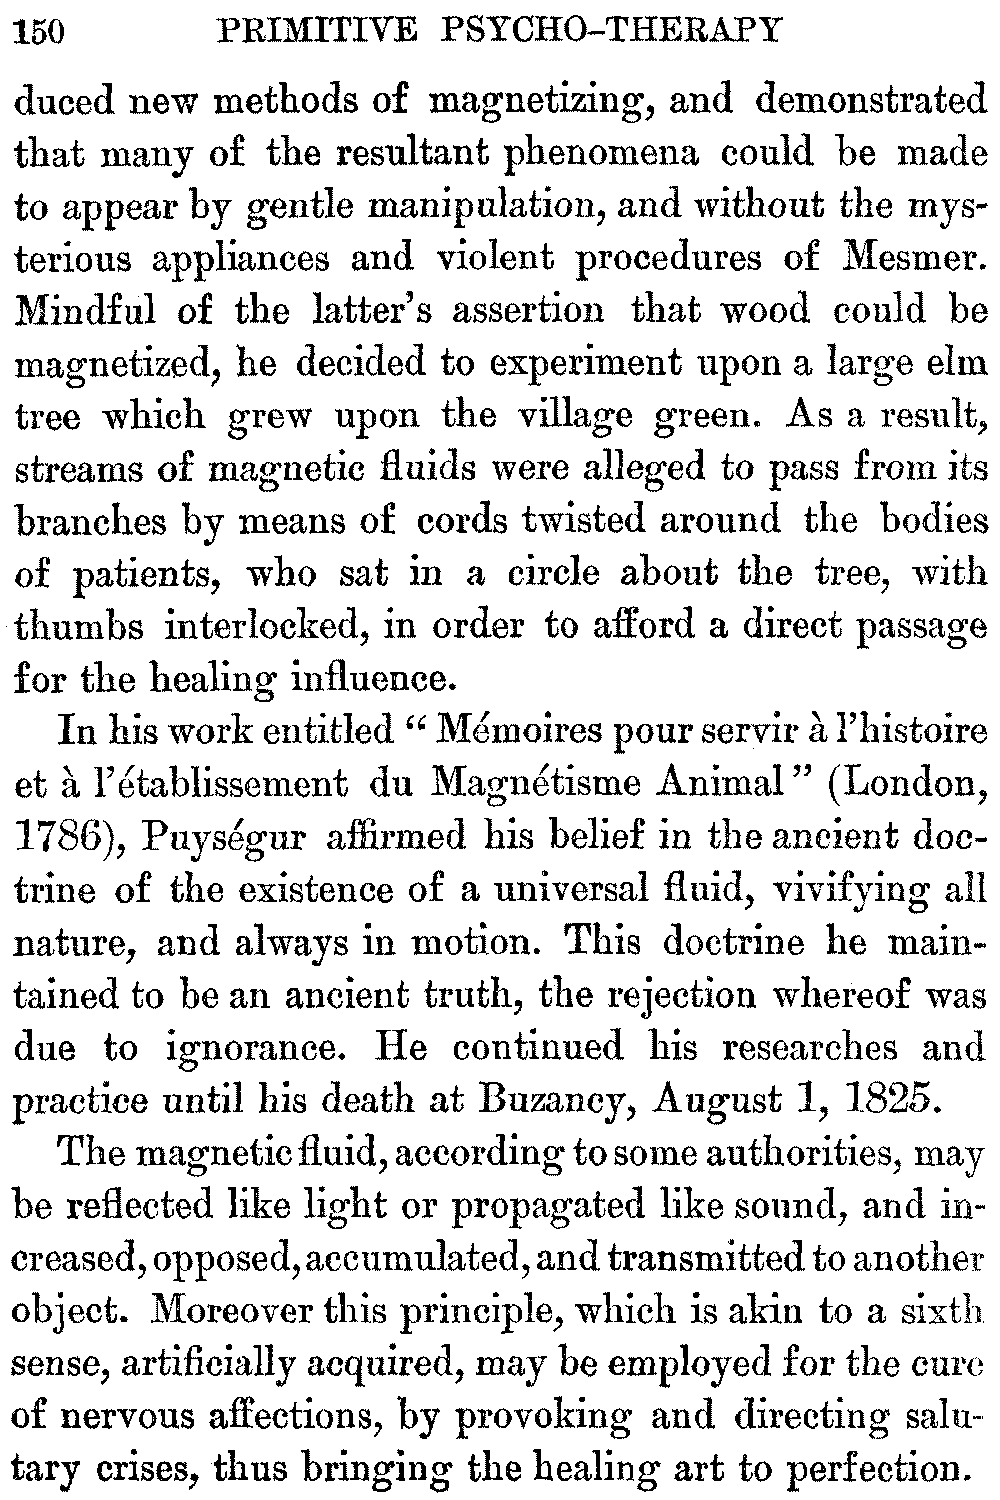 150 PRIMITIVE PSYCHO-THERAPY
duced new methods of magnetizing, and demonstrated
that many of the resultant phenomena could be made
to appear by gentle manipulation, and without the mys-
terious appliances and violent procedures of Mesmer.
Mindful of the latter's assertion that wood could be
magnetized, he decided to experiment upon a large elm
tree which grew upon the village green. As a result,
streams of magnetic fluids were alleged to pass from its
branches by means of cords twisted around the bodies
of patients, who sat in a circle about the tree, with
thumbs interlocked, in order to afford a direct passage
for the healing influence.
In his work entitled “ Mémoires pour servir à l'histoire
et à l'établissement du Magnétisme Animal ” (London,
1786), Puységur affirmed his belief in the ancient doc-
trine of the existence of a universal fluid, vivifying all
nature, and always in motion. This doctrine he main-
tained to be an ancient truth, the rejection whereof was
due to ignorance. He continued his researches and
practice until his death at Buzancy, August 1, 1825.
The magnetic fluid, according to some authorities, may
be reflected like light or propagated like sound, and in-
creased, opposed, accumulated, and transmitted to another
object. Moreover this principle, which is akin to a sixth
sense, artificially acquired, may be employed for the cure
of nervous affections, by provoking and directing salu-
tary crises, thus bringing the healing art to perfection.